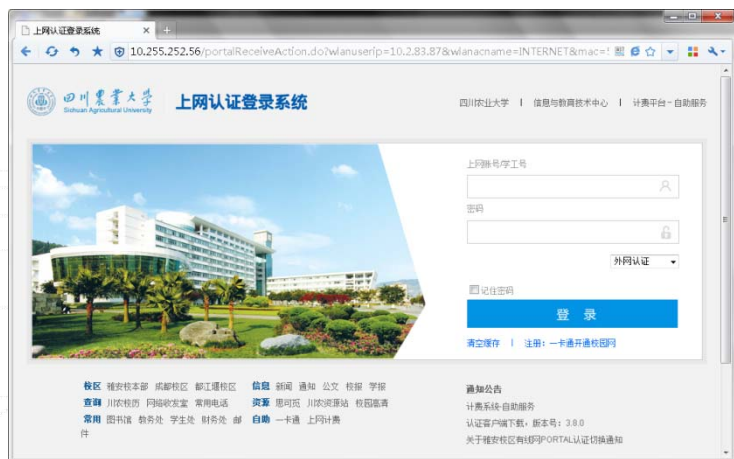 上网认证登录系统
10.255.252.56/portalReceiveAction.do?wlanuserip=10.2.83.87&wlanacname=INTERNET&mac=
四川农业大学
Sichuan Agricultural University
上网认证登录系统
四川农业大学 | 信息与教育技术中心 | 计费平台-自助服务
上网账号/学工号
密码
外网认证
记住密码
登 录
清空缓存 | 注册：一卡通开通校园网
校区 雅安校本部 成都校区 都江堰校区
查询 川农校历 网络收发室 常用电话
常用 图书馆 教务处 学生处 财务处 邮
件
信息 新闻 通知 公文 校报 学报
资源 思可觅 川农资源站 校园高清
自助 一卡通 上网计费
通知公告
计费系统-自助服务
认证客户端下载：版本号：3.8.0
关于雅安校区有线网PORTAL认证切换通知